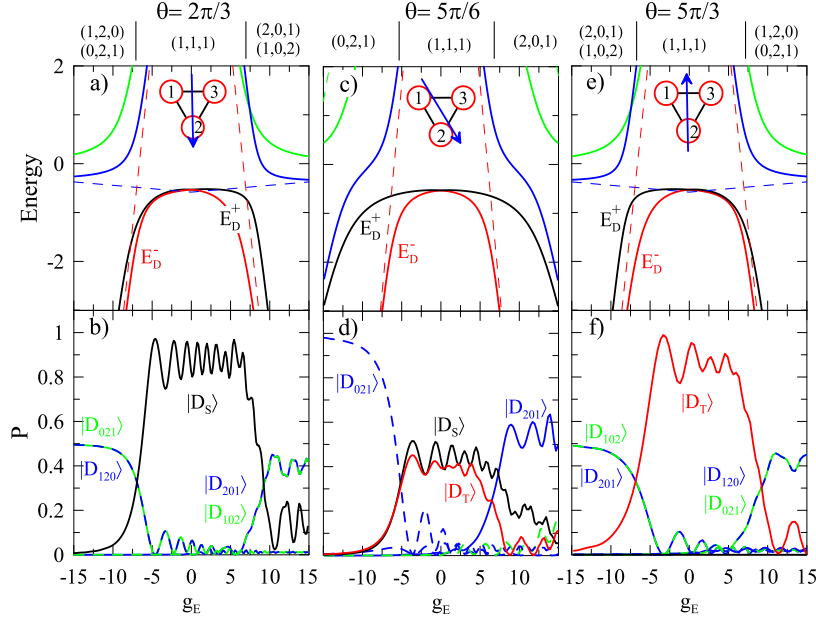 θ= 2π/3
θ= 5π/6
θ= 5π/3
(1,2,0)
(0,2,1)
(1,1,1)
(2,0,1)
(1,0,2)
(0,2,1)
(1,1,1)
(2,0,1)
(2,0,1)
(1,0,2)
(1,1,1)
(1,2,0)
(0,2,1)
Energy
2
0
-2
a)
1
3
2
E_D^+
E_D^-
c)
1
3
2
E_D^+
E_D^-
e)
1
3
2
E_D^+
E_D^-
P
1
0.8
0.6
0.4
0.2
0
b)
|D_S⟩
|D_021⟩
|D_120⟩
|D_201⟩
|D_102⟩
d)
|D_021⟩
|D_S⟩
|D_201⟩
|D_T⟩
f)
|D_T⟩
|D_102⟩
|D_201⟩
|D_120⟩
|D_021⟩
-15 -10 -5 0 5 10 15
-10 -5 0 5 10 15
-15 -10 -5 0 5 10 15
g_E
g_E
g_E